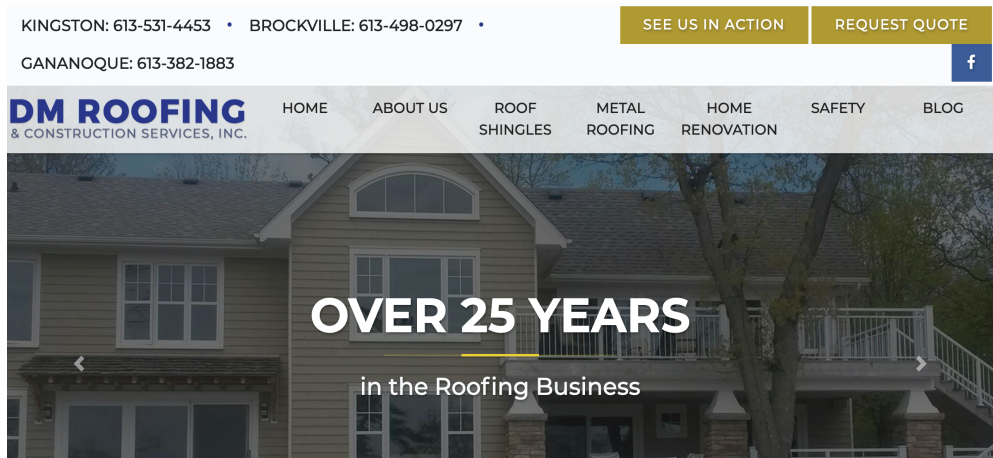 KINGSTON: 613-531-4453 • BROCKVILLE: 613-498-0297 •
GANANOQUE: 613-382-1883
SEE US IN ACTION
REQUEST QUOTE
f
DM ROOFING
& CONSTRUCTION SERVICES, INC.
HOME
ABOUT US
ROOF
SHINGLES
METAL
ROOFING
HOME
RENOVATION
SAFETY
BLOG
OVER 25 YEARS
in the Roofing Business